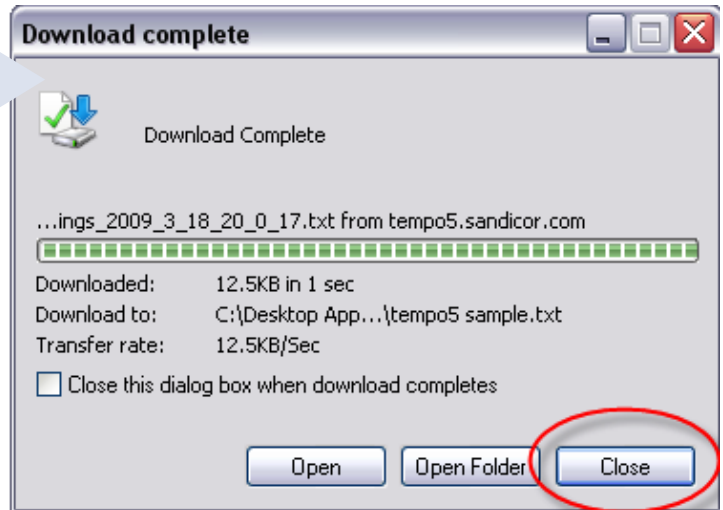 Download complete
Download Complete
...ings_2009_3_18_20_0_17.txt from tempo5.sandicor.com
Downloaded: 12.5KB in 1 sec
Download to: C:\Desktop App...\tempo5 sample.txt
Transfer rate: 12.5KB/Sec
Close this dialog box when download completes
Open Open Folder Close